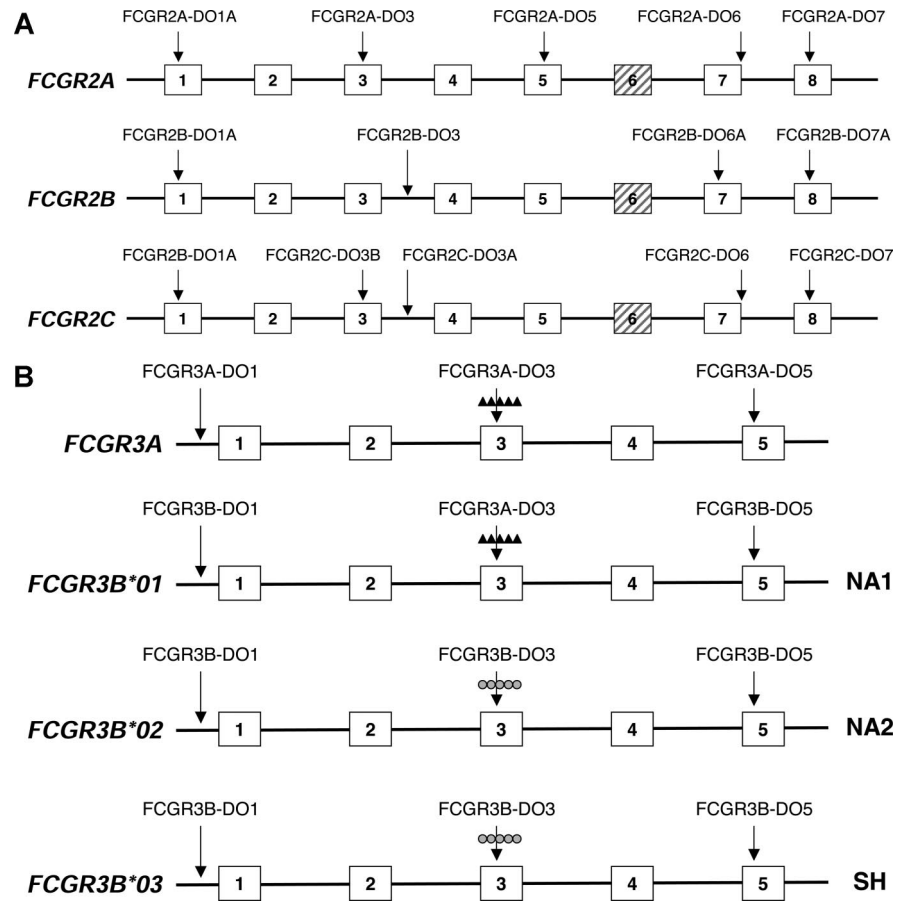 A
FCGR2A-DO1A FCGR2A-DO3 FCGR2A-DO5 FCGR2A-DO6 FCGR2A-DO7
FCGR2A 1 2 3 4 5 6 7 8
FCGR2B-DO1A FCGR2B-DO3 FCGR2B-DO6A FCGR2B-DO7A
FCGR2B 1 2 3 4 5 6 7 8
FCGR2B-DO1A FCGR2C-DO3B FCGR2C-DO3A FCGR2C-DO6 FCGR2C-DO7
FCGR2C 1 2 3 4 5 6 7 8
B
FCGR3A-DO1 FCGR3A-DO3 FCGR3A-DO5
FCGR3A 1 2 3 4 5
FCGR3B-DO1 FCGR3A-DO3 FCGR3B-DO5
FCGR3B*01 1 2 3 4 5 NA1
FCGR3B-DO1 FCGR3B-DO3 FCGR3B-DO5
FCGR3B*02 1 2 3 4 5 NA2
FCGR3B-DO1 FCGR3B-DO3 FCGR3B-DO5
FCGR3B*03 1 2 3 4 5 SH